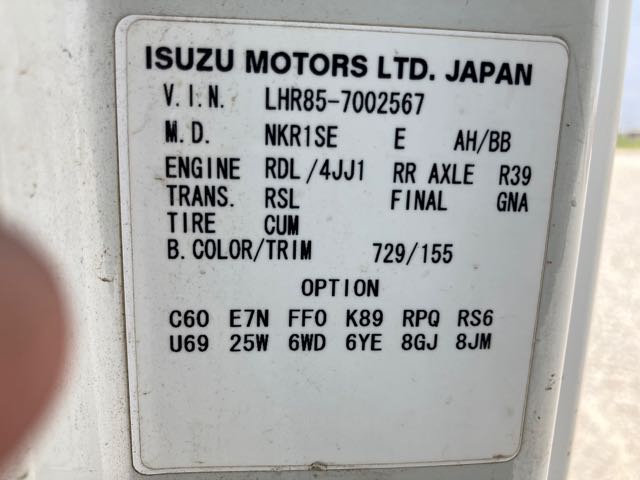 ISUZU MOTORS LTD. JAPAN
V.I.N. LHR85-7002567
M.D. NKR1SE E AH/BB
ENGINE RDL/4JJ1 RR AXLE R39
TRANS. RSL FINAL GNA
TIRE CUM
B.COLOR/TRIM 729/155
OPTION
C60 E7N FF0 K89 RPQ RS6
U69 25W 6WD 6YE 8GJ 8JM